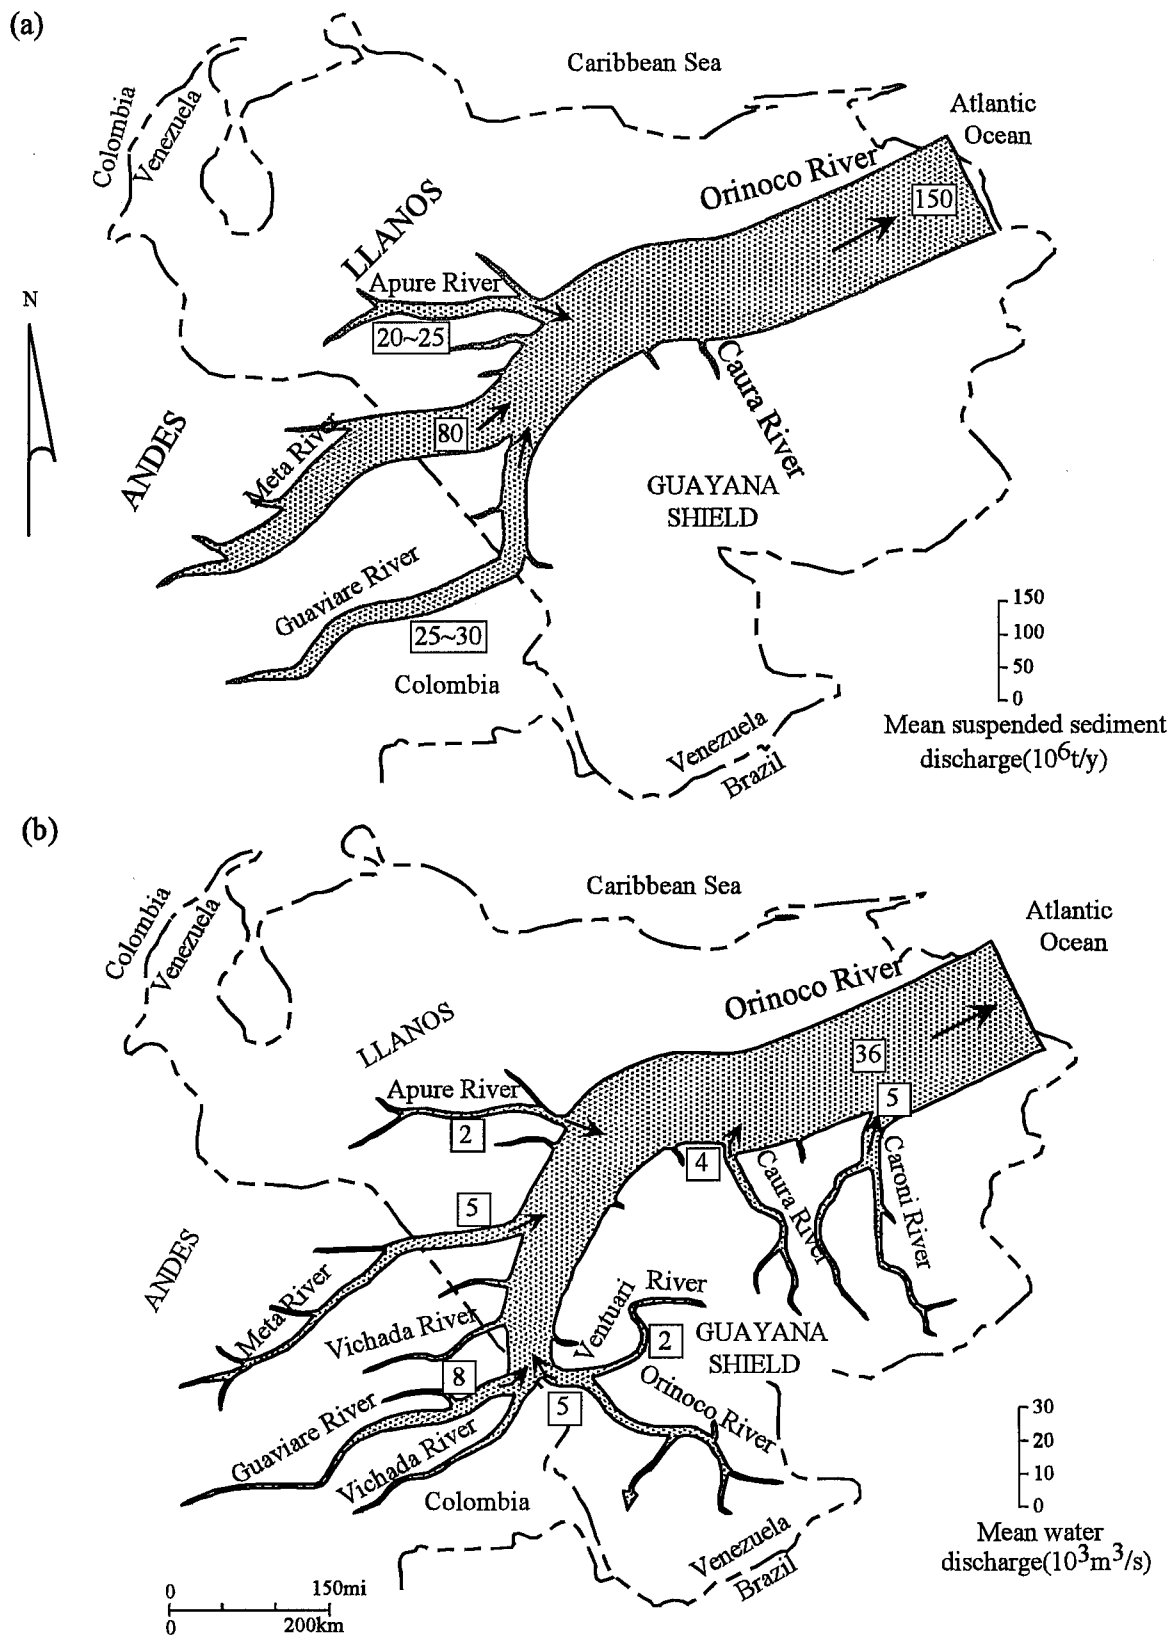 (a)
Caribbean Sea
Atlantic
Ocean
Colombia
Venezuela
Orinoco River
150
LLANOS
Apure River
20~25
N
Caura River
ANDES
Meta River
80
GUAYANA
SHIELD
Guaviare River
25~30
Colombia
150
100
50
0
Mean suspended sediment
discharge(10⁶t/y)
Venezuela
Brazil
(b)
Caribbean Sea
Atlantic
Ocean
Colombia
Venezuela
Orinoco River
36
LLANOS
Apure River
2
5
4
Caura River
Caroni River
5
ANDES
Meta River
Vichada River
Ventuari
River
2
GUAYANA
SHIELD
8
5
Orinoco River
Guaviare River
Vichada River
Colombia
30
20
10
0
Mean water
discharge(10³m³/s)
Venezuela
Brazil
0 150mi
0 200km